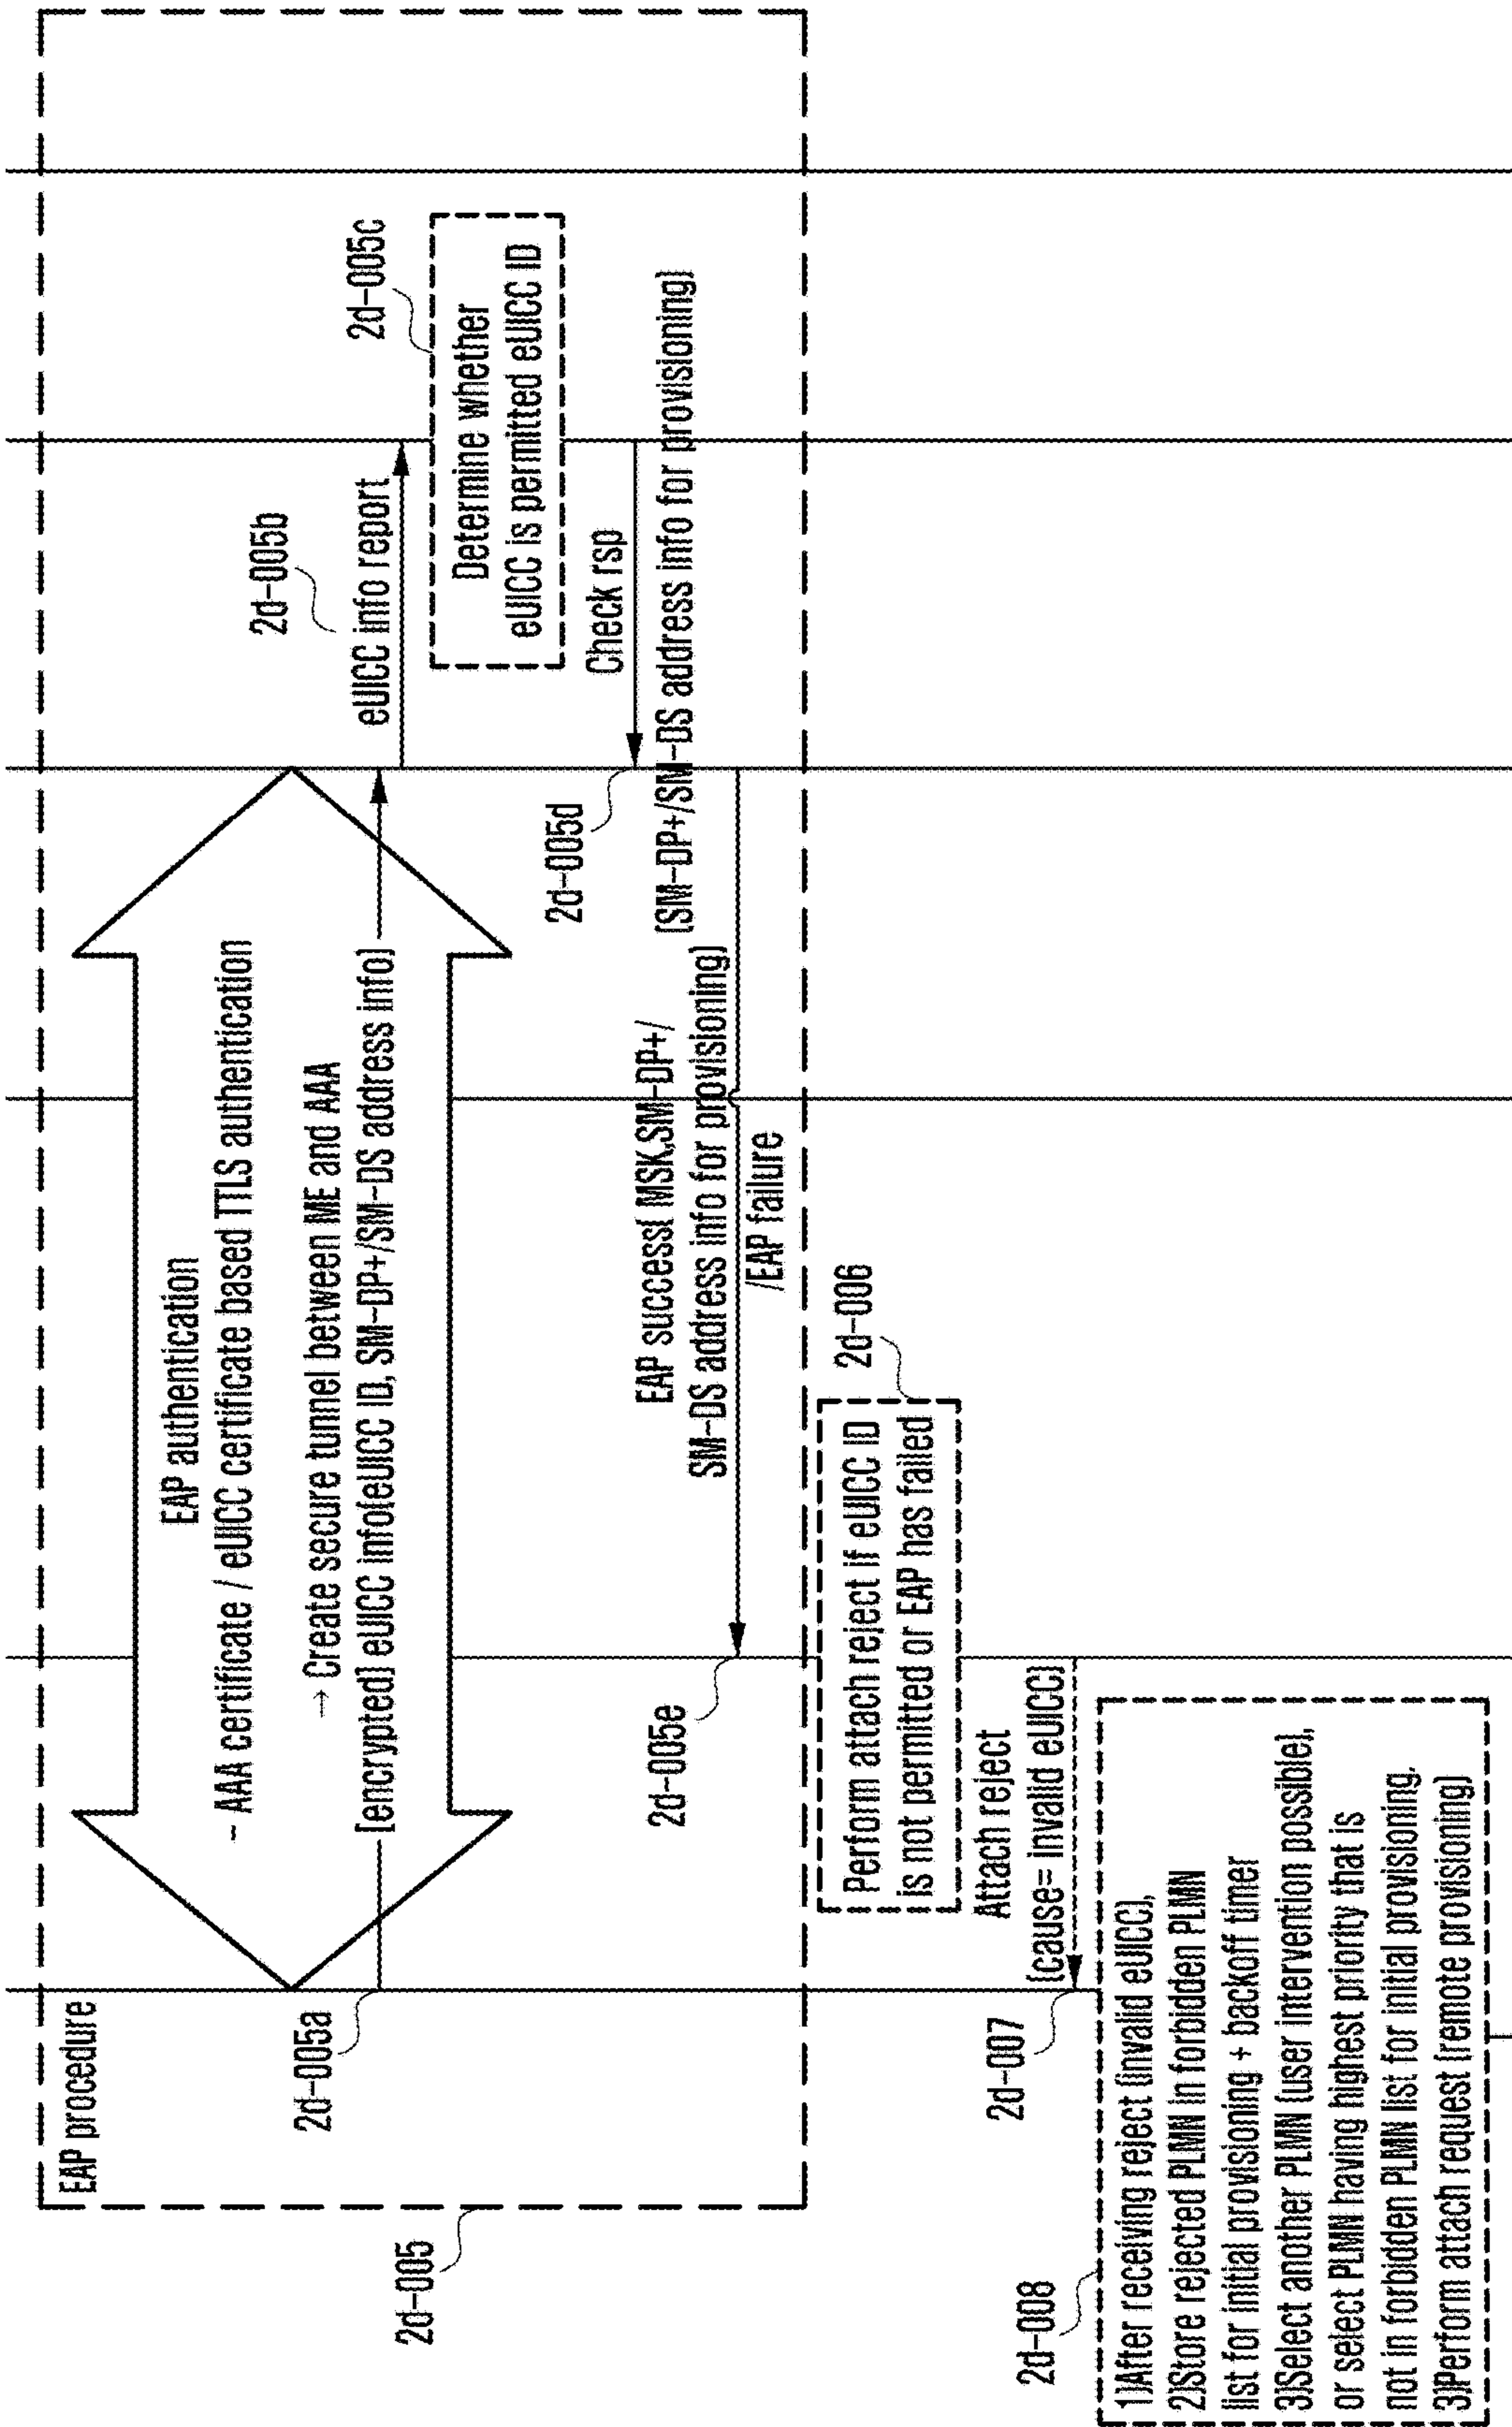 EAP procedure
2d-005
EAP authentication
- AAA certificate / eUICC certificate based TTLS authentication
→ Create secure tunnel between ME and AAA
2d-005a
[encrypted] eUICC info(eUICC ID, SM-DP+/SM-DS address info)
2d-005b
eUICC info report
2d-005c
Determine whether
eUICC is permitted eUICC ID
Check rsp
2d-005d
(SM-DP+/SM-DS address info for provisioning)
EAP success( MSK,SM-DP+/
SM-DS address info for provisioning)
/EAP failure
2d-005e
2d-006
Perform attach reject if eUICC ID
is not permitted or EAP has failed
Attach reject
(cause= invalid eUICC)
2d-007
2d-008
1)After receiving reject (invalid eUICC),
2)Store rejected PLMN in forbidden PLMN
list for initial provisioning + backoff timer
3)Select another PLMN (user intervention possible),
or select PLMN having highest priority that is
not in forbidden PLMN list for initial provisioning,
3)Perform attach request (remote provisioning)